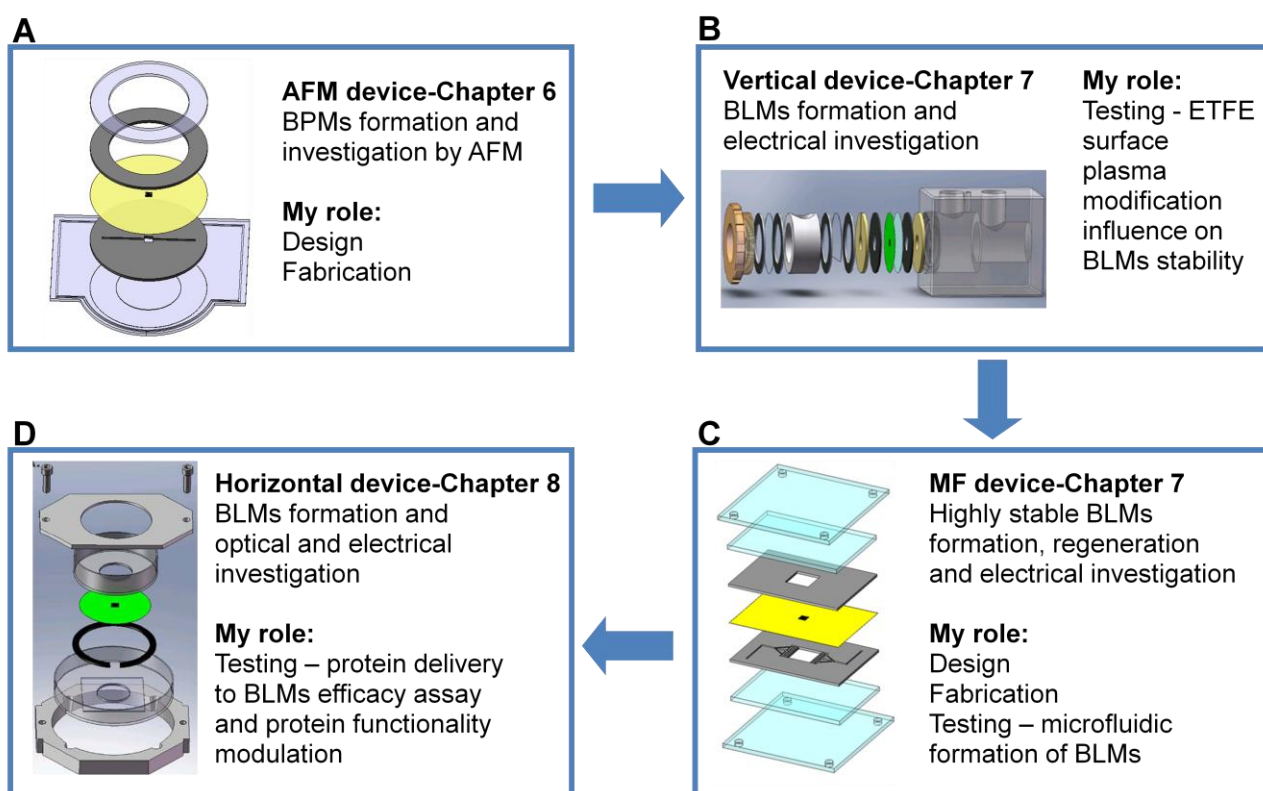 A
AFM device-Chapter 6
BPMs formation and
investigation by AFM
My role:
Design
Fabrication
B
Vertical device-Chapter 7
BLMs formation and
electrical investigation
My role:
Testing - ETFE
surface
plasma
modification
influence on
BLMs stability
D
Horizontal device-Chapter 8
BLMs formation and
optical and electrical
investigation
My role:
Testing – protein delivery
to BLMs efficacy assay
and protein functionality
modulation
C
MF device-Chapter 7
Highly stable BLMs
formation, regeneration
and electrical investigation
My role:
Design
Fabrication
Testing – microfluidic
formation of BLMs